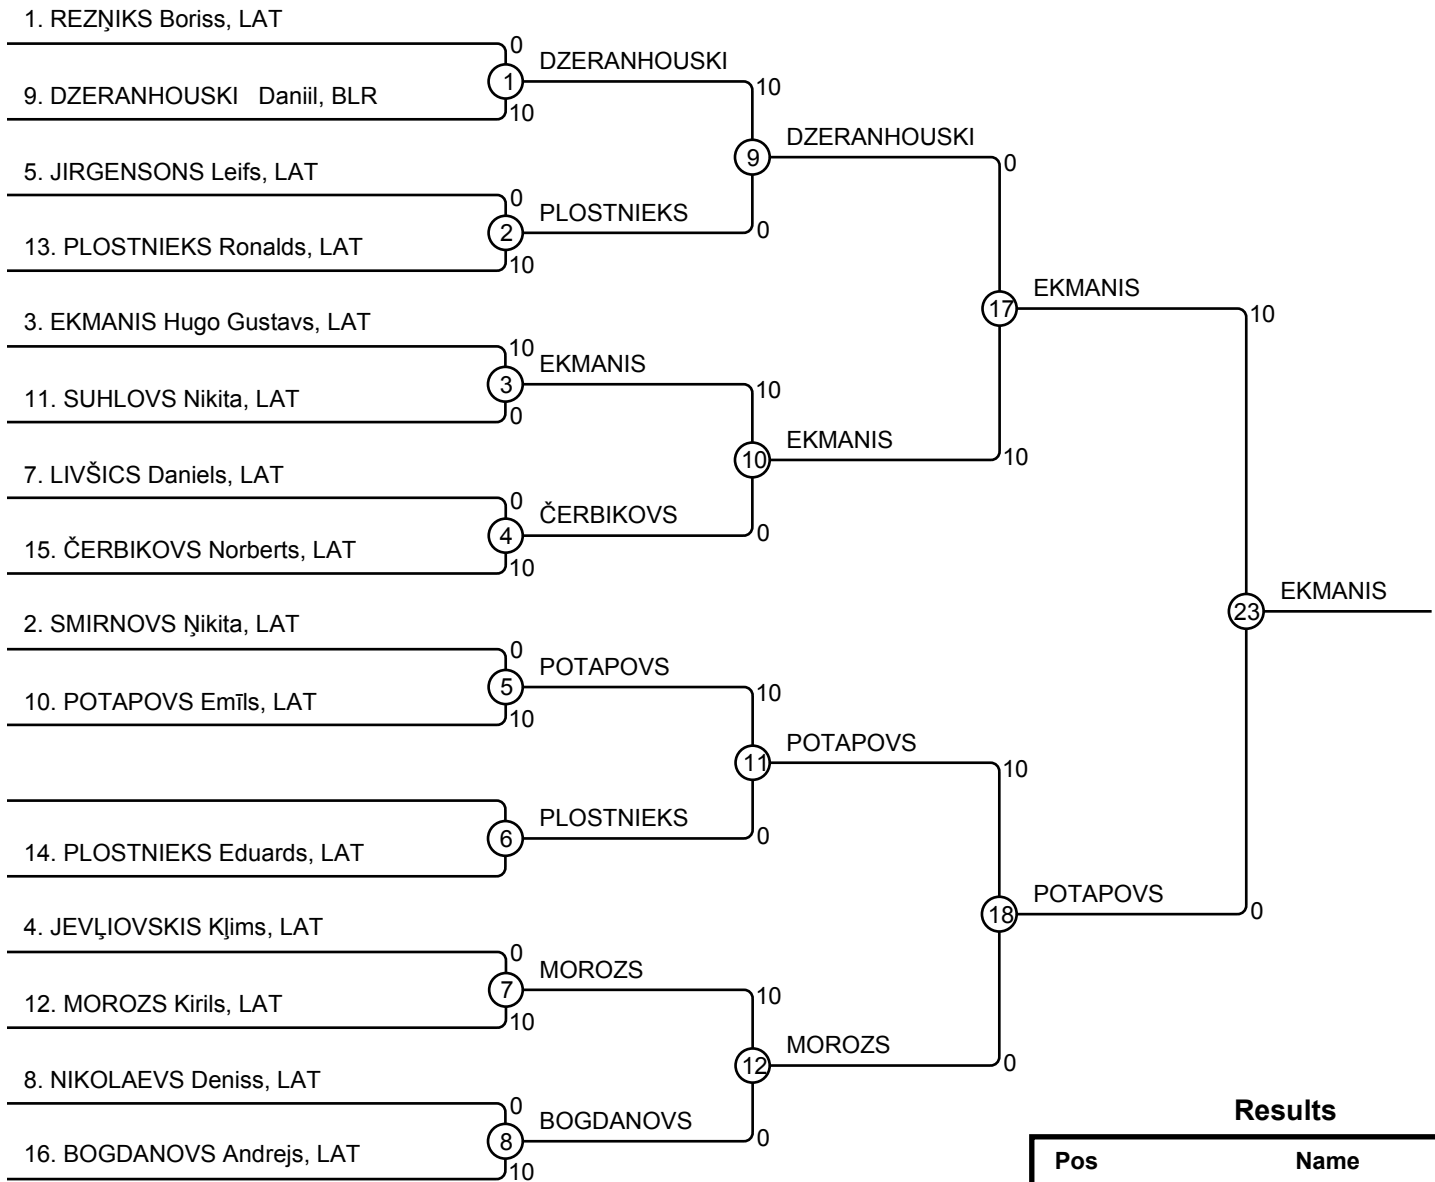 1. REZŅIKS Boriss, LAT
0
DZERANHOUSKI
1
10
9. DZERANHOUSKI Daniil, BLR
10
DZERANHOUSKI
9
0
5. JIRGENSONS Leifs, LAT
0
PLOSTNIEKS
2
0
13. PLOSTNIEKS Ronalds, LAT
10
EKMANIS
17
10
3. EKMANIS Hugo Gustavs, LAT
10
EKMANIS
3
10
11. SUHLOVS Nikita, LAT
0
EKMANIS
10
10
7. LIVŠICS Daniels, LAT
0
ČERBIKOVS
4
0
15. ČERBIKOVS Norberts, LAT
10
EKMANIS
23
2. SMIRNOVS Ņikita, LAT
0
POTAPOVS
5
10
10. POTAPOVS Emīls, LAT
10
POTAPOVS
11
10
PLOSTNIEKS
6
0
14. PLOSTNIEKS Eduards, LAT
POTAPOVS
18
0
4. JEVĻIOVSKIS Kļims, LAT
0
MOROZS
7
10
12. MOROZS Kirils, LAT
10
MOROZS
12
0
8. NIKOLAEVS Deniss, LAT
0
BOGDANOVS
8
0
16. BOGDANOVS Andrejs, LAT
10
Results
Pos Name